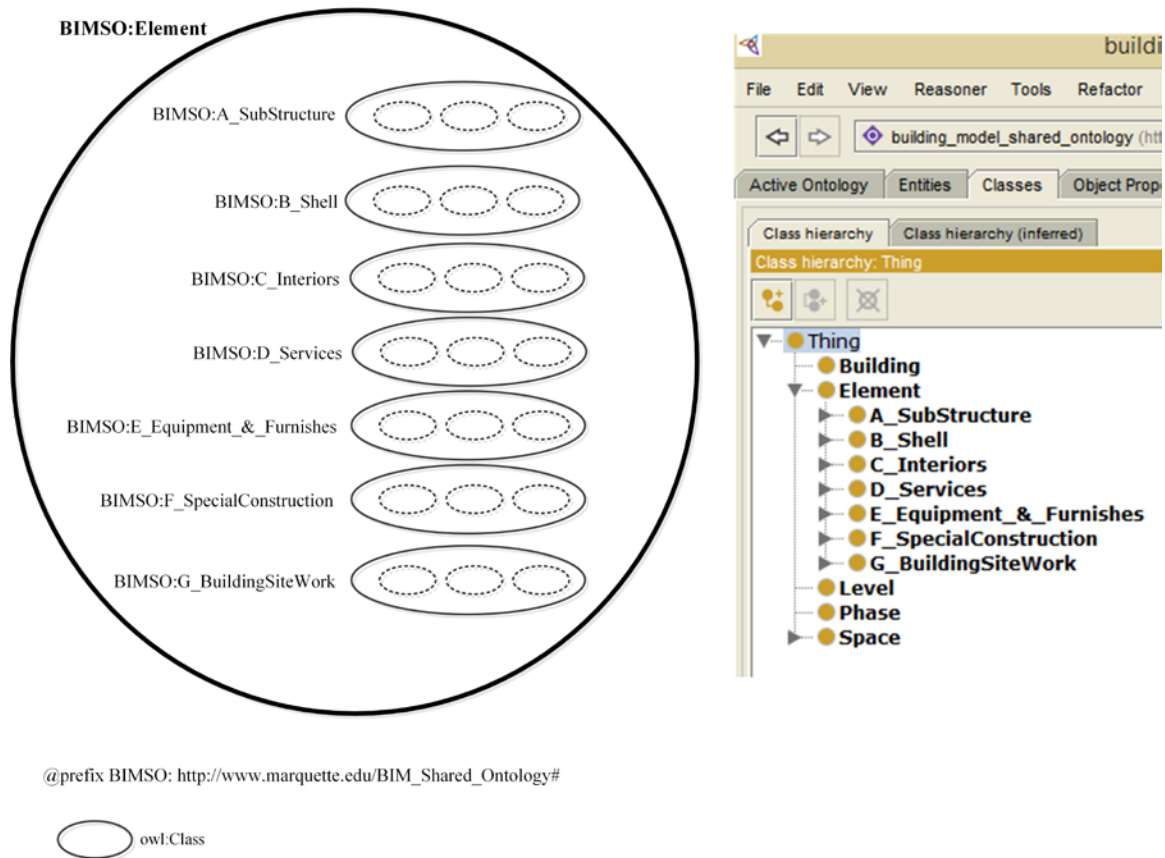 BIMSO:Element
BIMSO:A_SubStructure
BIMSO:B_Shell
BIMSO:C_Interiors
BIMSO:D_Services
BIMSO:E_Equipment_&_Furnishes
BIMSO:F_SpecialConstruction
BIMSO:G_BuildingSiteWork
@prefix BIMSO: http://www.marquette.edu/BIM_Shared_Ontology#
owl:Class
buildi
File Edit View Reasoner Tools Refactor
building_model_shared_ontology (htt
Active Ontology Entities Classes Object Prope
Class hierarchy Class hierarchy (inferred)
Class hierarchy: Thing
Thing
Building
Element
A_SubStructure
B_Shell
C_Interiors
D_Services
E_Equipment_&_Furnishes
F_SpecialConstruction
G_BuildingSiteWork
Level
Phase
Space